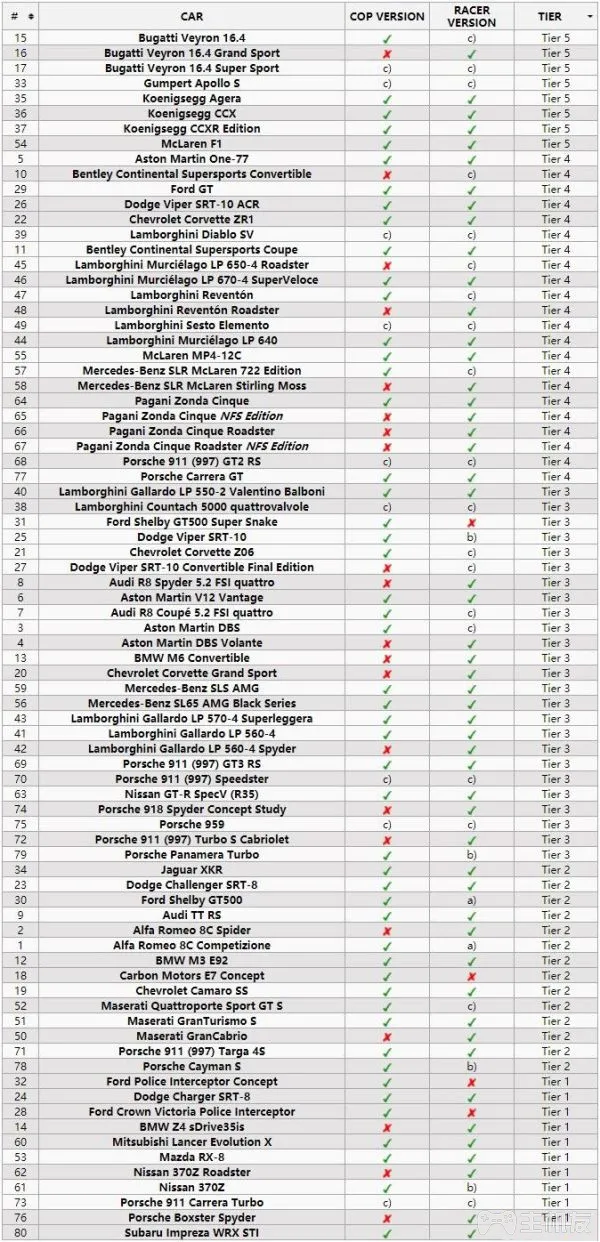 # CAR COP VERSION RACER VERSION TIER
15 Bugatti Veyron 16.4 ✓ c) Tier 5
16 Bugatti Veyron 16.4 Grand Sport ✗ ✓ Tier 5
17 Bugatti Veyron 16.4 Super Sport c) c) Tier 5
33 Gumpert Apollo S c) c) Tier 5
35 Koenigsegg Agera ✓ ✓ Tier 5
36 Koenigsegg CCX ✓ ✓ Tier 5
37 Koenigsegg CCXR Edition ✓ ✓ Tier 5
54 McLaren F1 ✓ ✓ Tier 5
5 Aston Martin One-77 ✓ ✓ Tier 4
10 Bentley Continental Supersports Convertible ✗ c) Tier 4
29 Ford GT ✓ ✓ Tier 4
26 Dodge Viper SRT-10 ACR ✓ ✓ Tier 4
22 Chevrolet Corvette ZR1 ✓ ✓ Tier 4
39 Lamborghini Diablo SV c) c) Tier 4
11 Bentley Continental Supersports Coupe ✓ ✓ Tier 4
45 Lamborghini Murciélago LP 650-4 Roadster ✗ c) Tier 4
46 Lamborghini Murciélago LP 670-4 SuperVeloce ✓ ✓ Tier 4
47 Lamborghini Reventón ✓ c) Tier 4
48 Lamborghini Reventón Roadster ✗ ✓ Tier 4
49 Lamborghini Sesto Elemento c) c) Tier 4
44 Lamborghini Murciélago LP 640 ✓ ✓ Tier 4
55 McLaren MP4-12C ✓ ✓ Tier 4
57 Mercedes-Benz SLR McLaren 722 Edition ✓ c) Tier 4
58 Mercedes-Benz SLR McLaren Stirling Moss ✗ ✓ Tier 4
64 Pagani Zonda Cinque ✓ ✓ Tier 4
65 Pagani Zonda Cinque NFS Edition ✗ ✓ Tier 4
66 Pagani Zonda Cinque Roadster ✗ ✓ Tier 4
67 Pagani Zonda Cinque Roadster NFS Edition ✗ ✓ Tier 4
68 Porsche 911 (997) GT2 RS c) c) Tier 4
77 Porsche Carrera GT ✓ ✓ Tier 4
40 Lamborghini Gallardo LP 550-2 Valentino Balboni ✓ ✓ Tier 3
38 Lamborghini Countach 5000 quattrovalvole c) c) Tier 3
31 Ford Shelby GT500 Super Snake ✓ ✗ Tier 3
25 Dodge Viper SRT-10 ✓ b) Tier 3
21 Chevrolet Corvette Z06 ✓ c) Tier 3
27 Dodge Viper SRT-10 Convertible Final Edition ✗ c) Tier 3
8 Audi R8 Spyder 5.2 FSI quattro ✗ ✓ Tier 3
6 Aston Martin V12 Vantage ✓ ✓ Tier 3
7 Audi R8 Coupé 5.2 FSI quattro ✓ c) Tier 3
3 Aston Martin DBS ✓ c) Tier 3
4 Aston Martin DBS Volante ✗ ✓ Tier 3
13 BMW M6 Convertible ✗ ✓ Tier 3
20 Chevrolet Corvette Grand Sport ✗ ✓ Tier 3
59 Mercedes-Benz SLS AMG ✓ ✓ Tier 3
56 Mercedes-Benz SL65 AMG Black Series ✓ ✓ Tier 3
43 Lamborghini Gallardo LP 570-4 Superleggera ✓ ✓ Tier 3
41 Lamborghini Gallardo LP 560-4 ✓ ✓ Tier 3
42 Lamborghini Gallardo LP 560-4 Spyder ✗ ✓ Tier 3
69 Porsche 911 (997) GT3 RS ✓ ✓ Tier 3
70 Porsche 911 (997) Speedster c) c) Tier 3
63 Nissan GT-R SpecV (R35) ✓ ✓ Tier 3
74 Porsche 918 Spyder Concept Study ✗ ✓ Tier 3
75 Porsche 959 c) c) Tier 3
72 Porsche 911 (997) Turbo S Cabriolet ✗ ✓ Tier 3
79 Porsche Panamera Turbo ✓ b) Tier 3
34 Jaguar XKR ✓ ✓ Tier 2
23 Dodge Challenger SRT-8 ✓ ✓ Tier 2
30 Ford Shelby GT500 ✓ a) Tier 2
9 Audi TT RS ✓ ✓ Tier 2
2 Alfa Romeo 8C Spider ✗ ✓ Tier 2
1 Alfa Romeo 8C Competizione ✓ a) Tier 2
12 BMW M3 E92 ✓ ✓ Tier 2
18 Carbon Motors E7 Concept ✓ ✗ Tier 2
19 Chevrolet Camaro SS ✓ ✓ Tier 2
52 Maserati Quattroporte Sport GT S ✓ c) Tier 2
51 Maserati GranTurismo S ✓ ✓ Tier 2
50 Maserati GranCabrio ✗ ✓ Tier 2
71 Porsche 911 (997) Targa 4S ✓ ✓ Tier 2
78 Porsche Cayman S ✓ b) Tier 2
32 Ford Police Interceptor Concept ✓ ✗ Tier 1
24 Dodge Charger SRT-8 ✓ ✓ Tier 1
28 Ford Crown Victoria Police Interceptor ✓ ✗ Tier 1
14 BMW Z4 sDrive35is ✗ ✓ Tier 1
60 Mitsubishi Lancer Evolution X ✓ ✓ Tier 1
53 Mazda RX-8 ✓ ✓ Tier 1
62 Nissan 370Z Roadster ✗ ✓ Tier 1
61 Nissan 370Z ✓ b) Tier 1
73 Porsche 911 Carrera Turbo c) c) Tier 1
76 Porsche Boxster Spyder ✗ ✓ Tier 1
80 Subaru Impreza WRX STI ✓ ✓ Tier 1